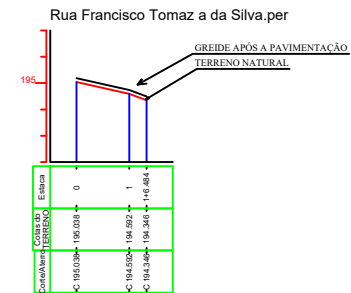 Rua Francisco Tomaz a da Silva.per
GREIDE APÓS A PAVIMENTAÇÃO
TERRENO NATURAL
195
Estaca
0
1
1+6.484
Cotas do
TERRENO
195.038
194.592
194.346
Corte/Aterro
C 195.038
C 194.592
C 194.346